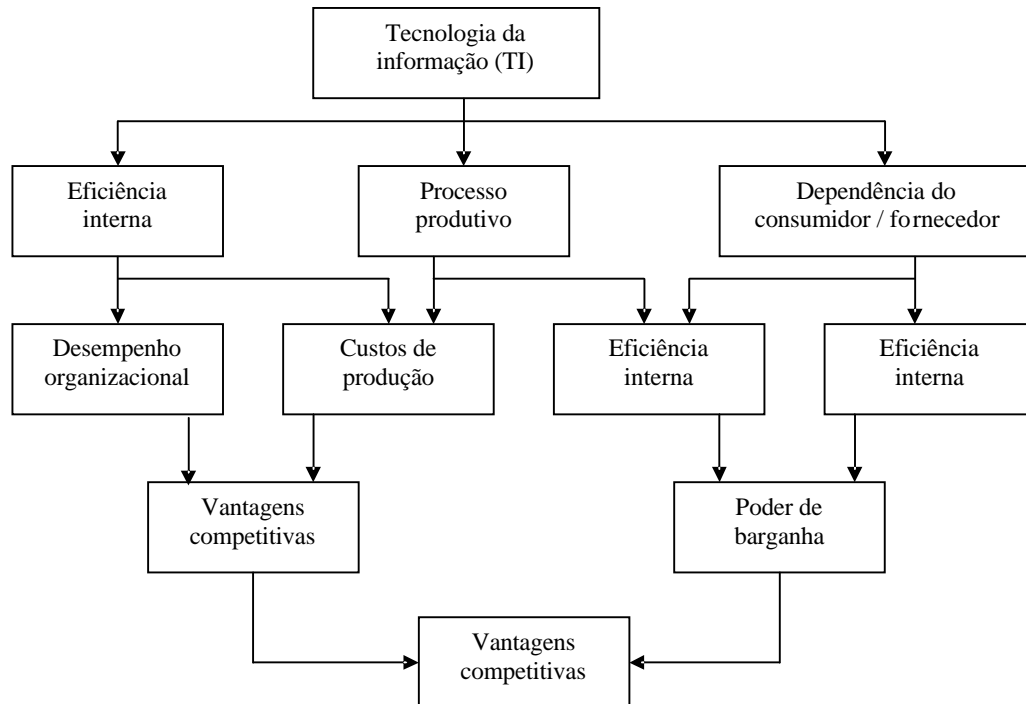 Tecnologia da
informação (TI)
Eficiência
interna
Processo
produtivo
Dependência do
consumidor / fornecedor
Desempenho
organizacional
Custos de
produção
Eficiência
interna
Eficiência
interna
Vantagens
competitivas
Poder de
barganha
Vantagens
competitivas